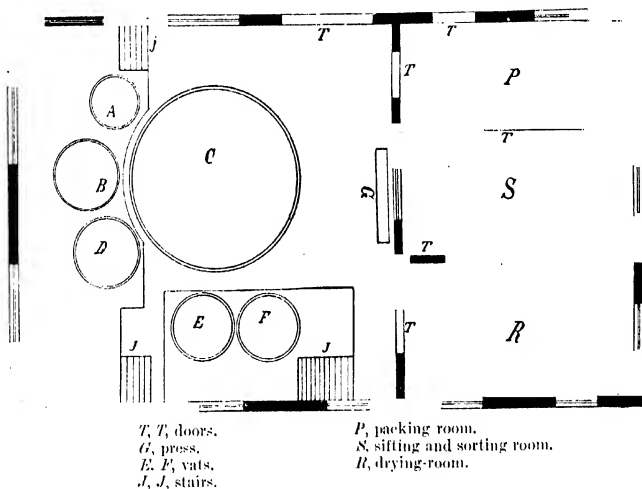 T T
j
T P
A
T
C
B S
G
D
T
E F T
J J R
T, T, doors.
G, press.
E. F, vats.
J, J, stairs.
P, packing room.
S, sifting and sorting room.
R, drying-room.